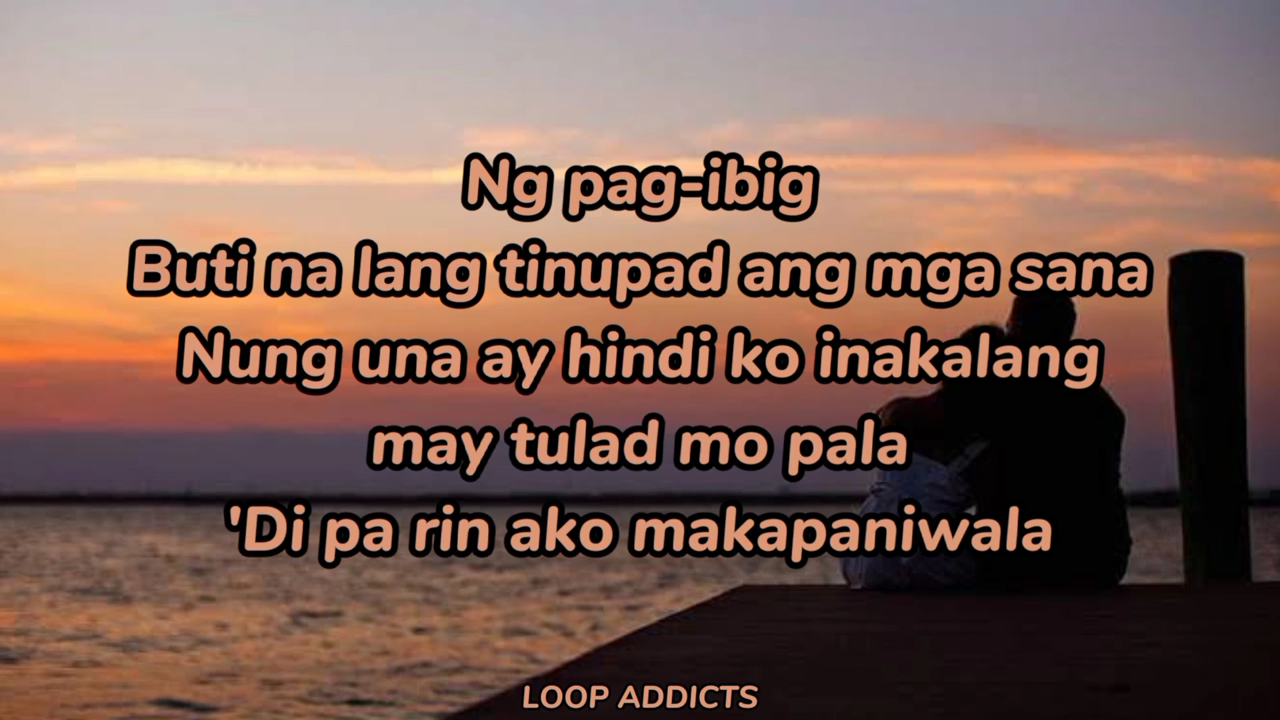 Ng pag-ibig
Buti na lang tinupad ang mga sana
Nung una ay hindi ko inakalang
may tulad mo pala
'Di pa rin ako makapaniwala
LOOP ADDICTS